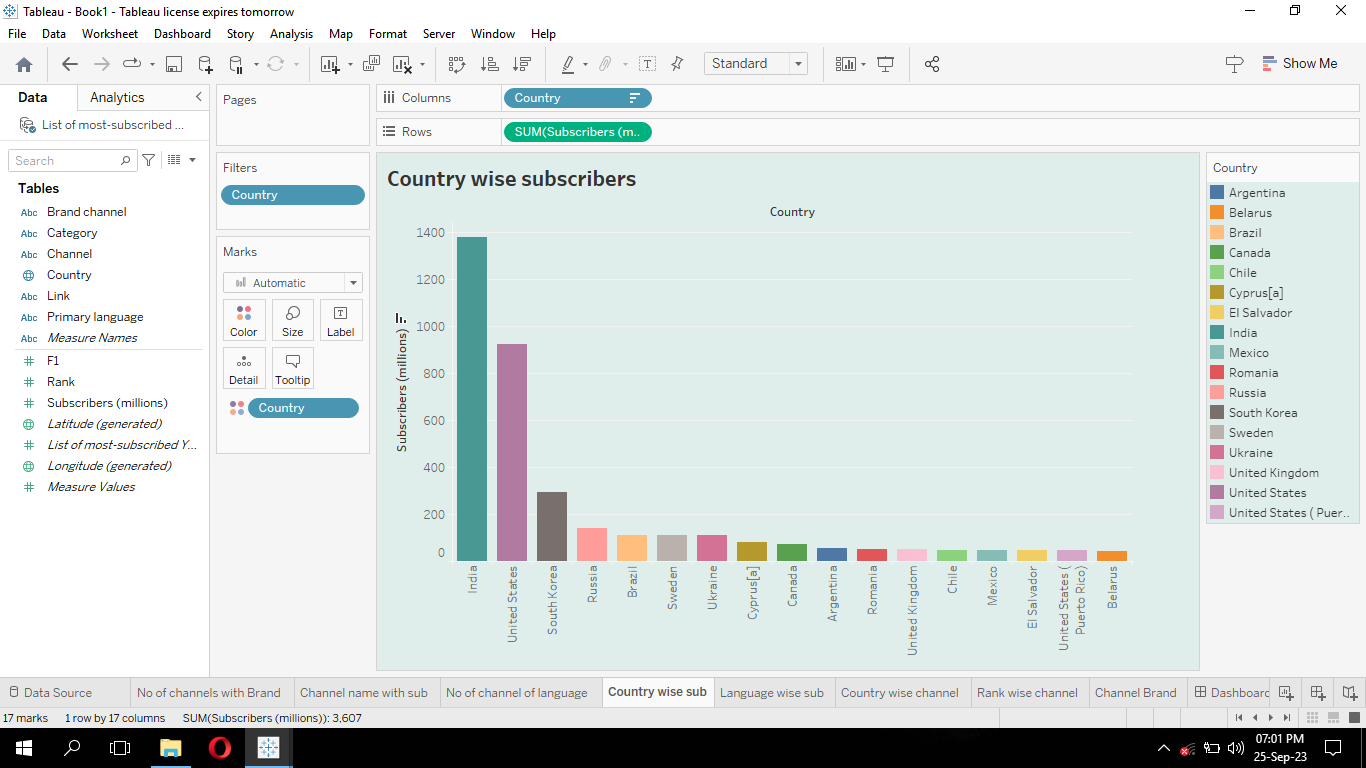 Tableau - Book1 - Tableau license expires tomorrow
File Data Worksheet Dashboard Story Analysis Map Format Server Window Help
Standard
Show Me
Data Analytics
List of most-subscribed ...
Search
Tables
Abc Brand channel
Abc Category
Abc Channel
Country
Abc Link
Abc Primary language
Abc Measure Names
F1
Rank
Subscribers (millions)
Latitude (generated)
List of most-subscribed Y...
Longitude (generated)
Measure Values
Pages
Filters
Country
Marks
Automatic
Color Size Label
Detail Tooltip
Country
Columns Country
Rows SUM(Subscribers (m..
Country wise subscribers
Country
Subscribers (millions)
1400
1200
1000
800
600
400
200
0
India
United States
South Korea
Russia
Brazil
Sweden
Ukraine
Cyprus[a]
Canada
Argentina
Romania
United Kingdom
Chile
Mexico
El Salvador
United States (
Puerto Rico)
Belarus
Country
Argentina
Belarus
Brazil
Canada
Chile
Cyprus[a]
El Salvador
India
Mexico
Romania
Russia
South Korea
Sweden
Ukraine
United Kingdom
United States
United States ( Puer..
Data Source No of channels with Brand Channel name with sub No of channel of language Country wise sub Language wise sub Country wise channel Rank wise channel Channel Brand Dashboard
17 marks 1 row by 17 columns SUM(Subscribers (millions)): 3,607
07:01 PM
25-Sep-23